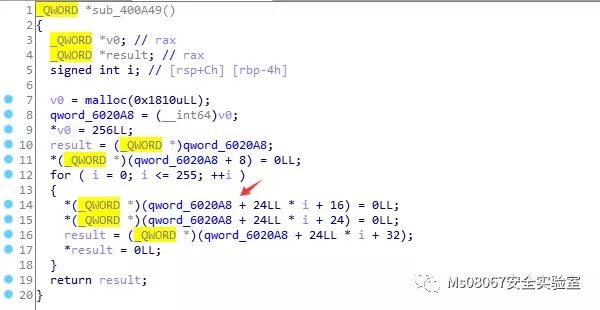 1 _QWORD *sub_400A49()
2 {
3 _QWORD *v0; // rax
4 _QWORD *result; // rax
5 signed int i; // [rsp+Ch] [rbp-4h]
6
7 v0 = malloc(0x1810uLL);
8 qword_6020A8 = (__int64)v0;
9 *v0 = 256LL;
10 result = (_QWORD *)qword_6020A8;
11 *(_QWORD *)(qword_6020A8 + 8) = 0LL;
12 for ( i = 0; i <= 255; ++i )
13 {
14 *(_QWORD *)(qword_6020A8 + 24LL * i + 16) = 0LL;
15 *(_QWORD *)(qword_6020A8 + 24LL * i + 24) = 0LL;
16 result = (_QWORD *)(qword_6020A8 + 24LL * i + 32);
17 *result = 0LL;
18 }
19 return result;
20 }
Ms08067安全实验室